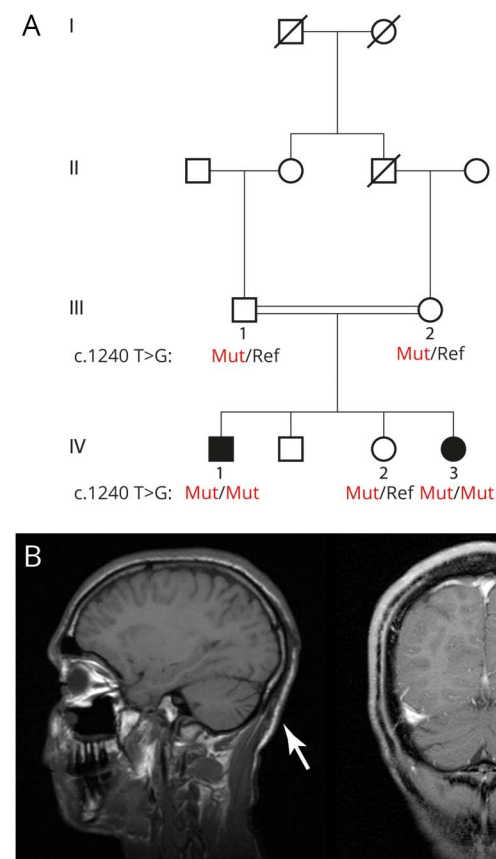 A
I
II
III
1 2
c.1240 T>G: Mut/Ref Mut/Ref
IV
1 2 3
c.1240 T>G: Mut/Mut Mut/Ref Mut/Mut
B